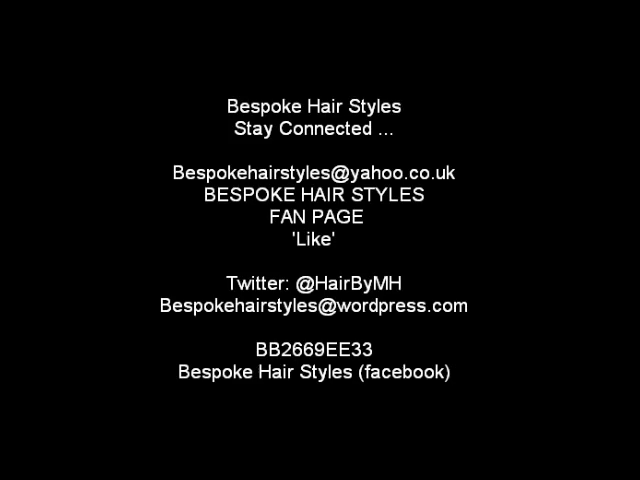 Bespoke Hair Styles
Stay Connected ...
Bespokehairstyles@yahoo.co.uk
BESPOKE HAIR STYLES
FAN PAGE
'Like'
Twitter: @HairByMH
Bespokehairstyles@wordpress.com
BB2669EE33
Bespoke Hair Styles (facebook)